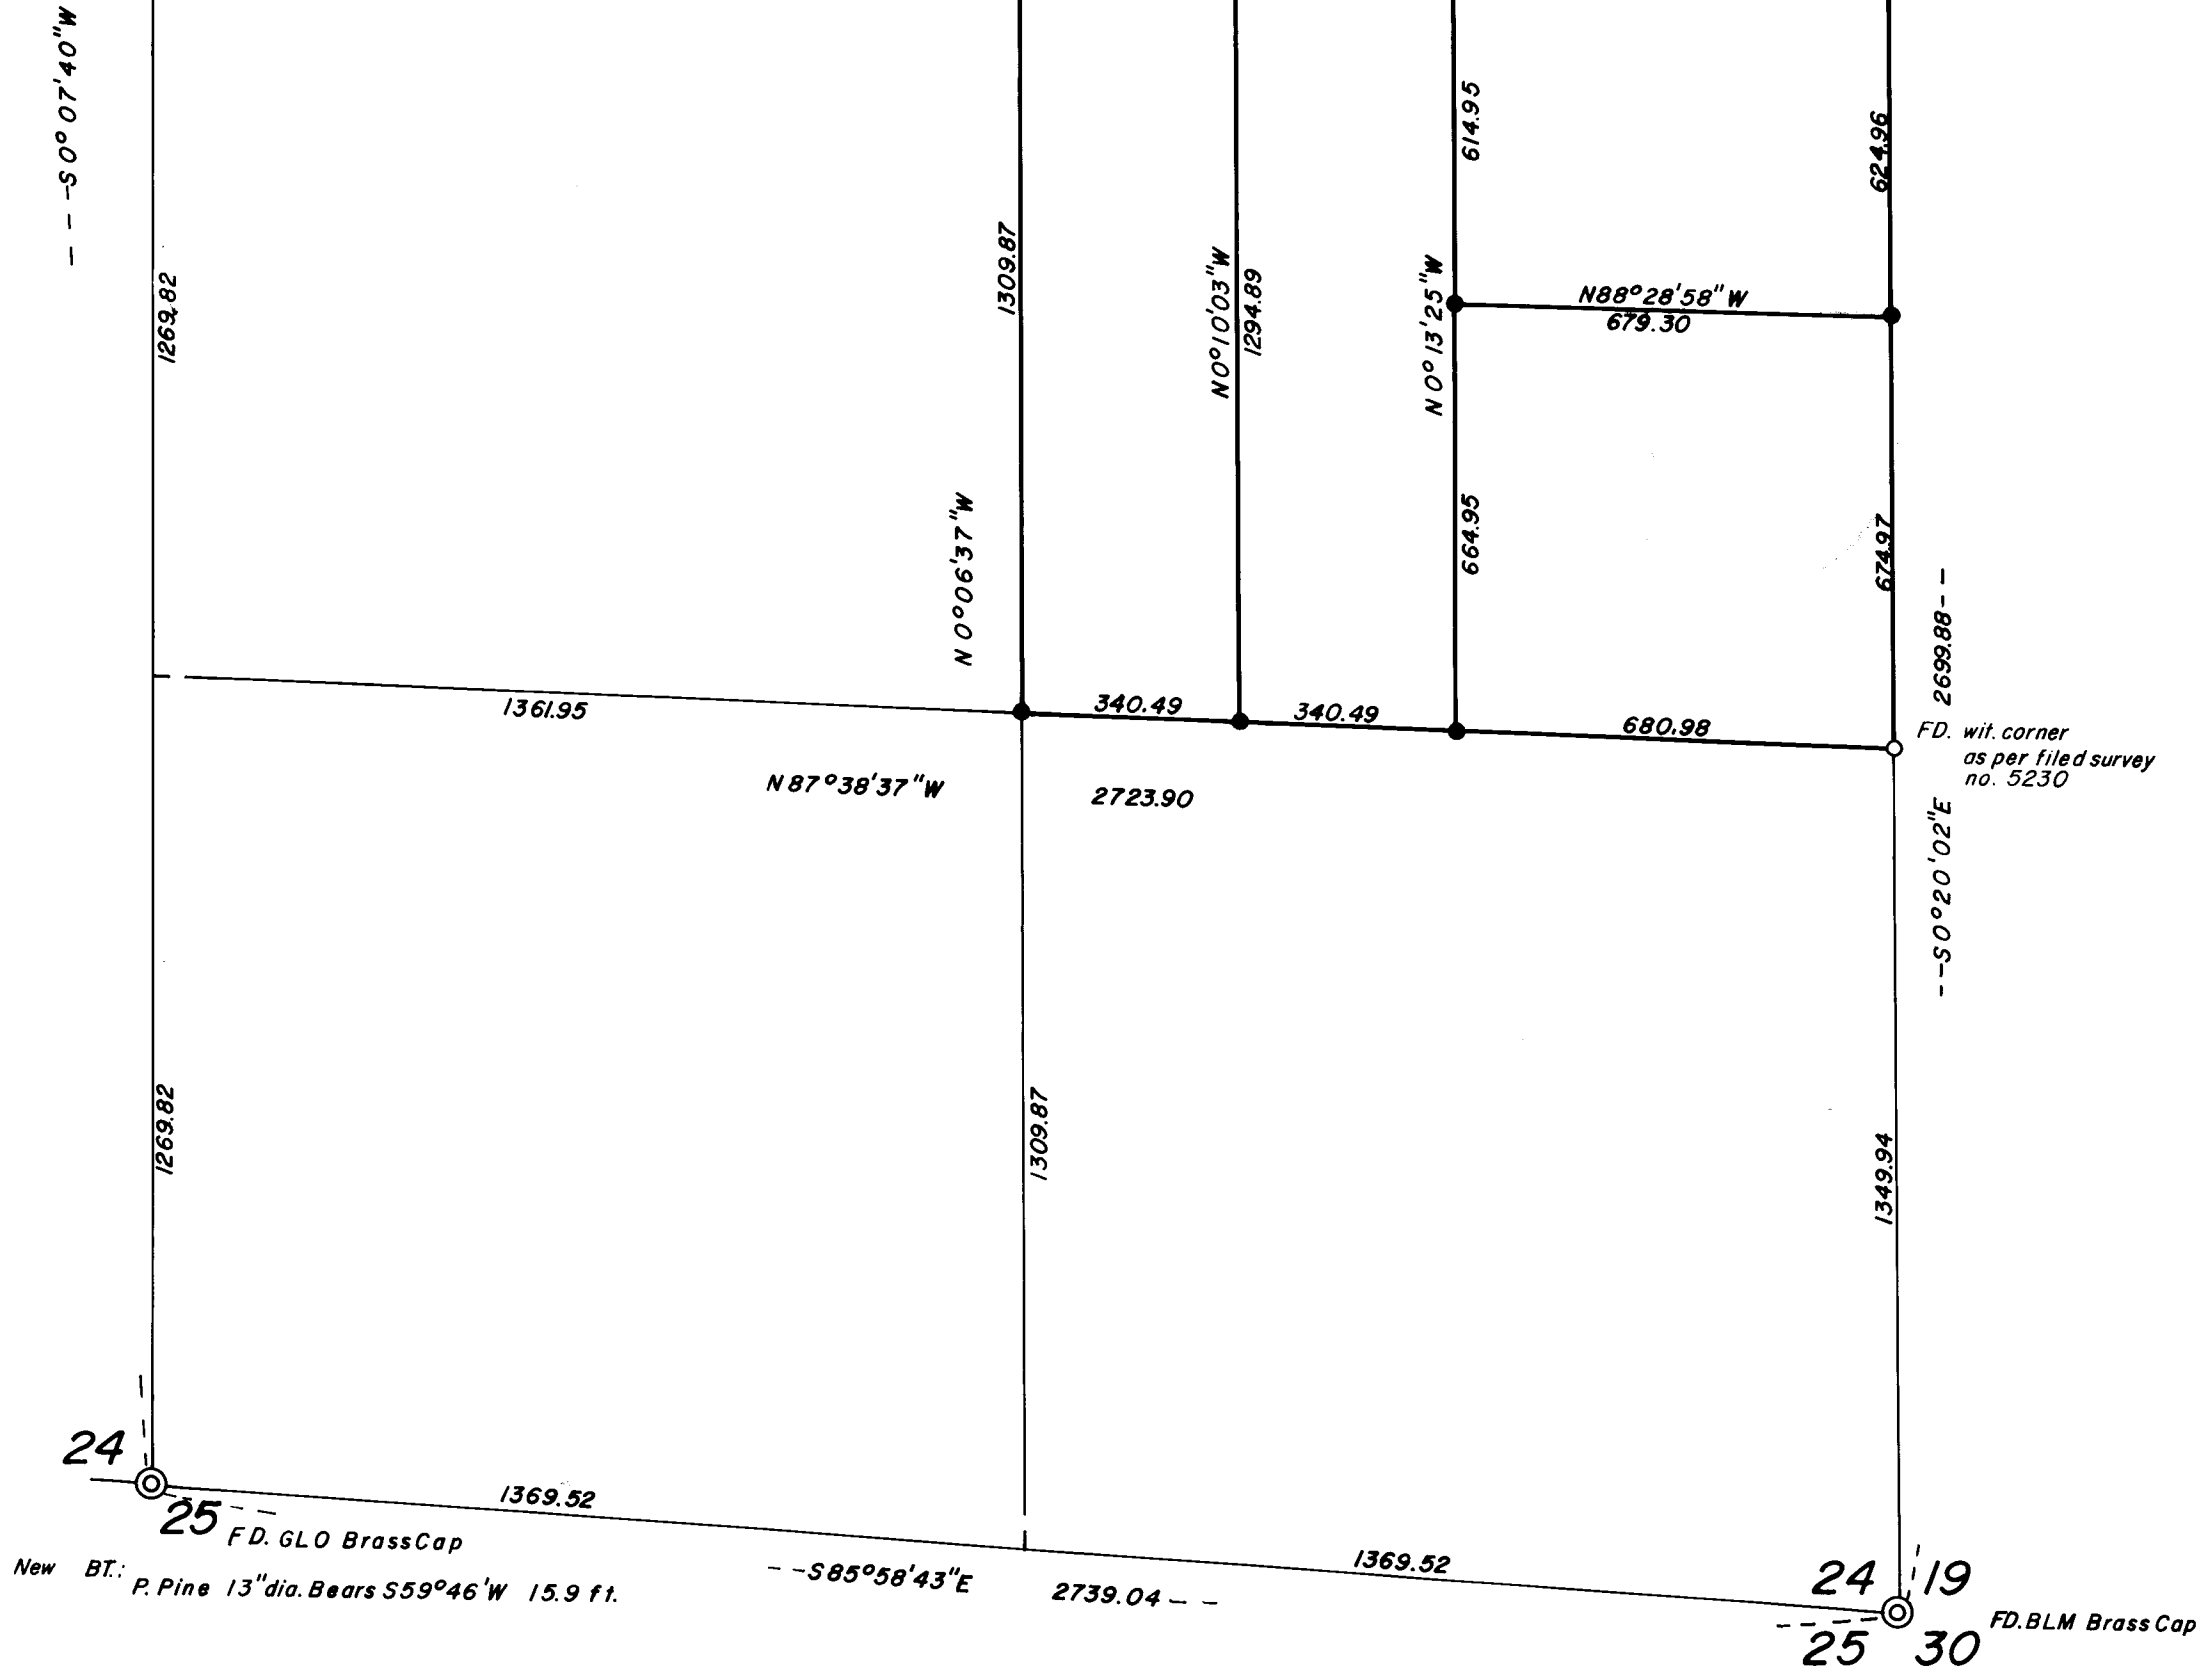 ---S0°07'40"W
1269.82
1309.87
N0°10'03"W
1294.89
614.95
N0°13'25"W
624.96
N88°28'58"W
679.30
N0°06'37"W
664.95
674.97
2699.88--
1361.95
340.49
340.49
680.98
FD. wit. corner
as per filed survey
no. 5230
N87°38'37"W
2723.90
--S0°20'02"E
1269.82
1309.87
1349.94
24
25
1369.52
FD. GLO Brass Cap
New BT.:
P. Pine 13"dia. Bears S59°46'W 15.9 ft.
--S85°58'43"E
2739.04--
1369.52
24 19
25 30
FD. BLM Brass Cap